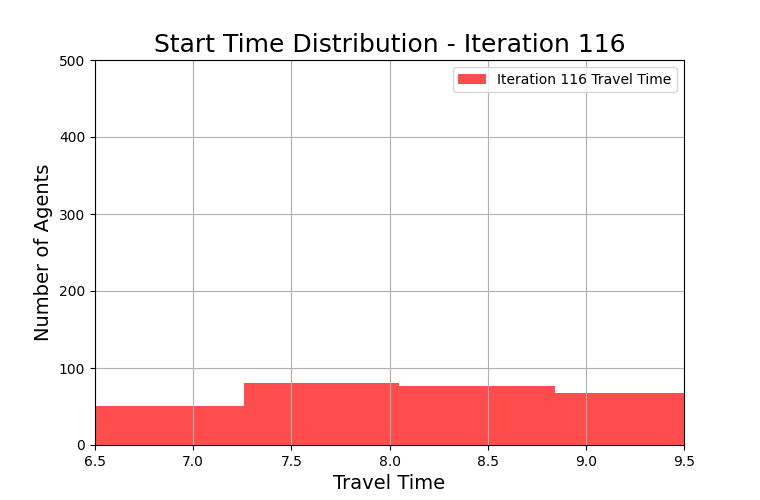 Start Time Distribution - Iteration 116
500
400
300
200
100
0
Number of Agents
Iteration 116 Travel Time
6.5 7.0 7.5 8.0 8.5 9.0 9.5
Travel Time